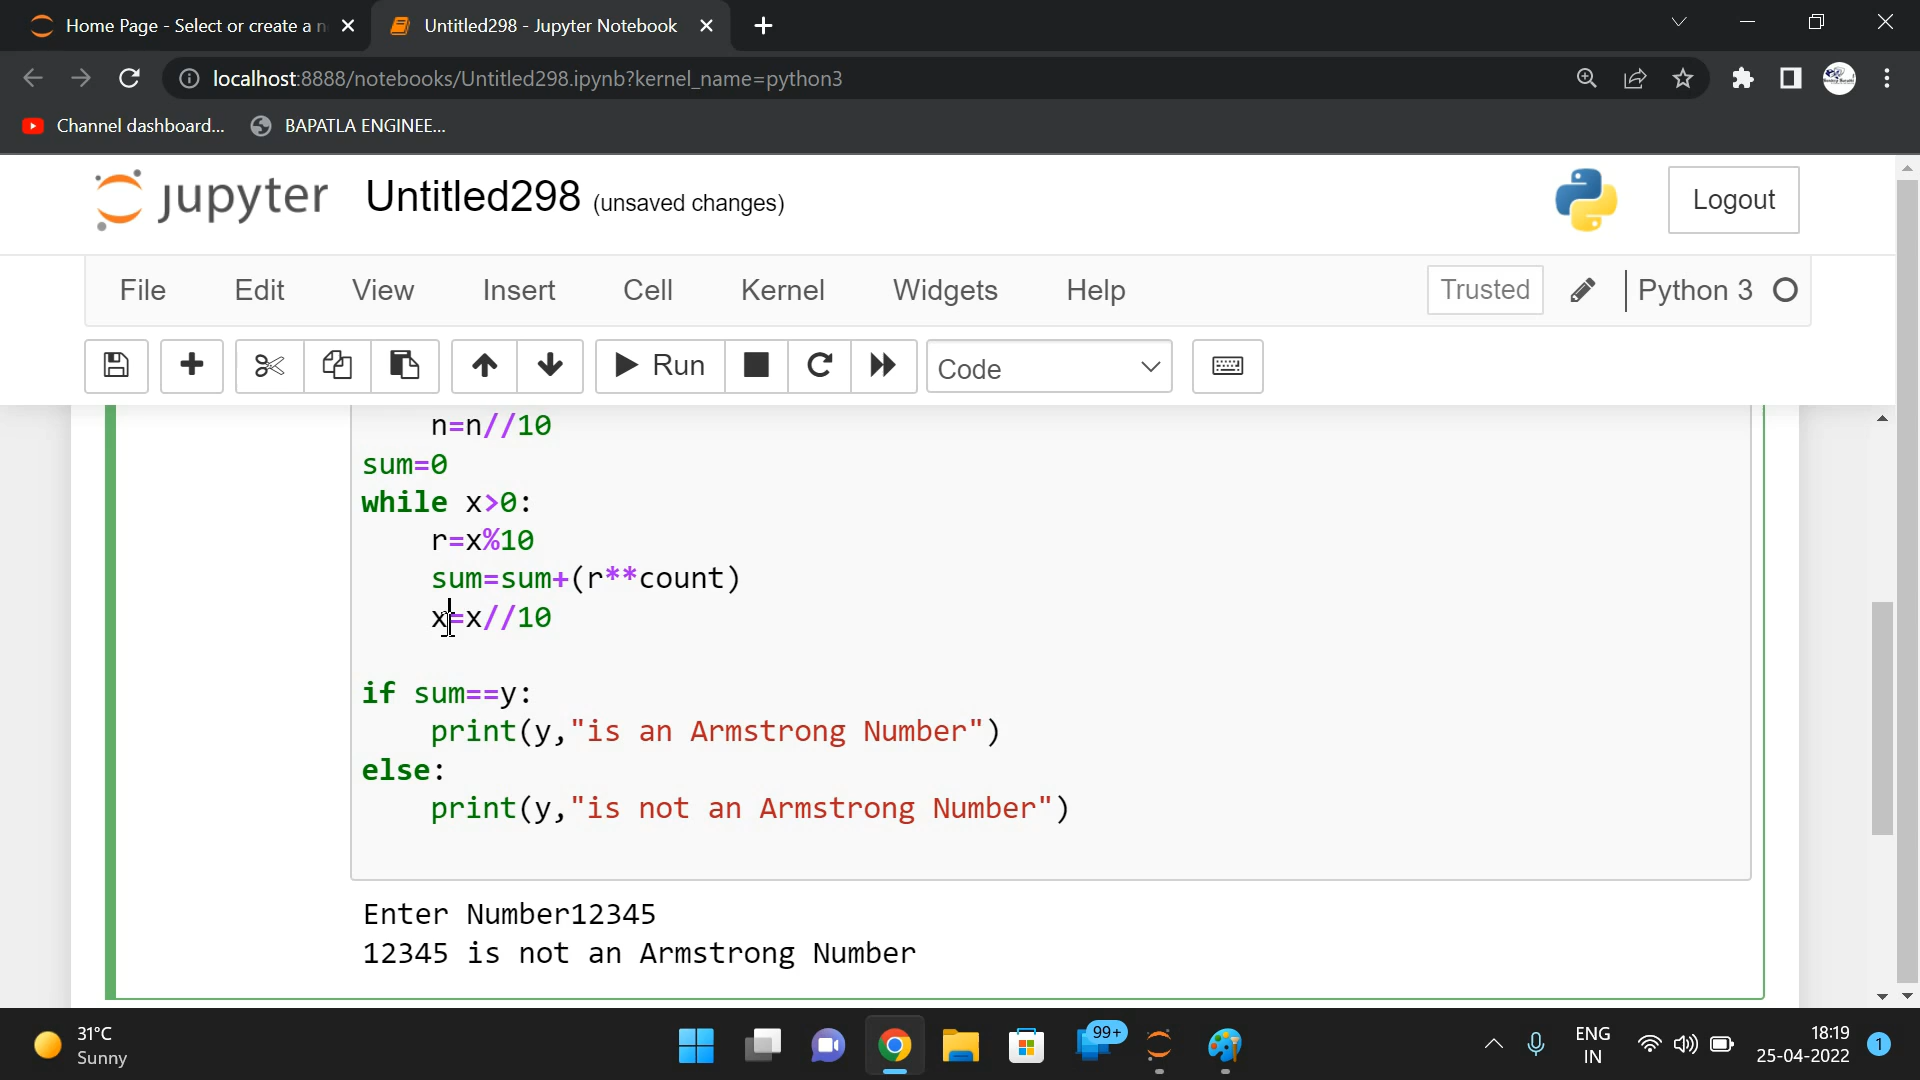 Home Page - Select or create a n
Untitled298 - Jupyter Notebook
localhost:8888/notebooks/Untitled298.ipynb?kernel_name=python3
Channel dashboard...
BAPATLA ENGINEE...
jupyter
Untitled298 (unsaved changes)
Logout
File Edit View Insert Cell Kernel Widgets Help
Trusted
Python 3
Run
Code
n=n//10
sum=0
while x>0:
r=x%10
sum=sum+(r**count)
x=x//10
if sum==y:
print(y,"is an Armstrong Number")
else:
print(y,"is not an Armstrong Number")
Enter Number12345
12345 is not an Armstrong Number
31°C
Sunny
99+
ENG
IN
18:19
25-04-2022
1